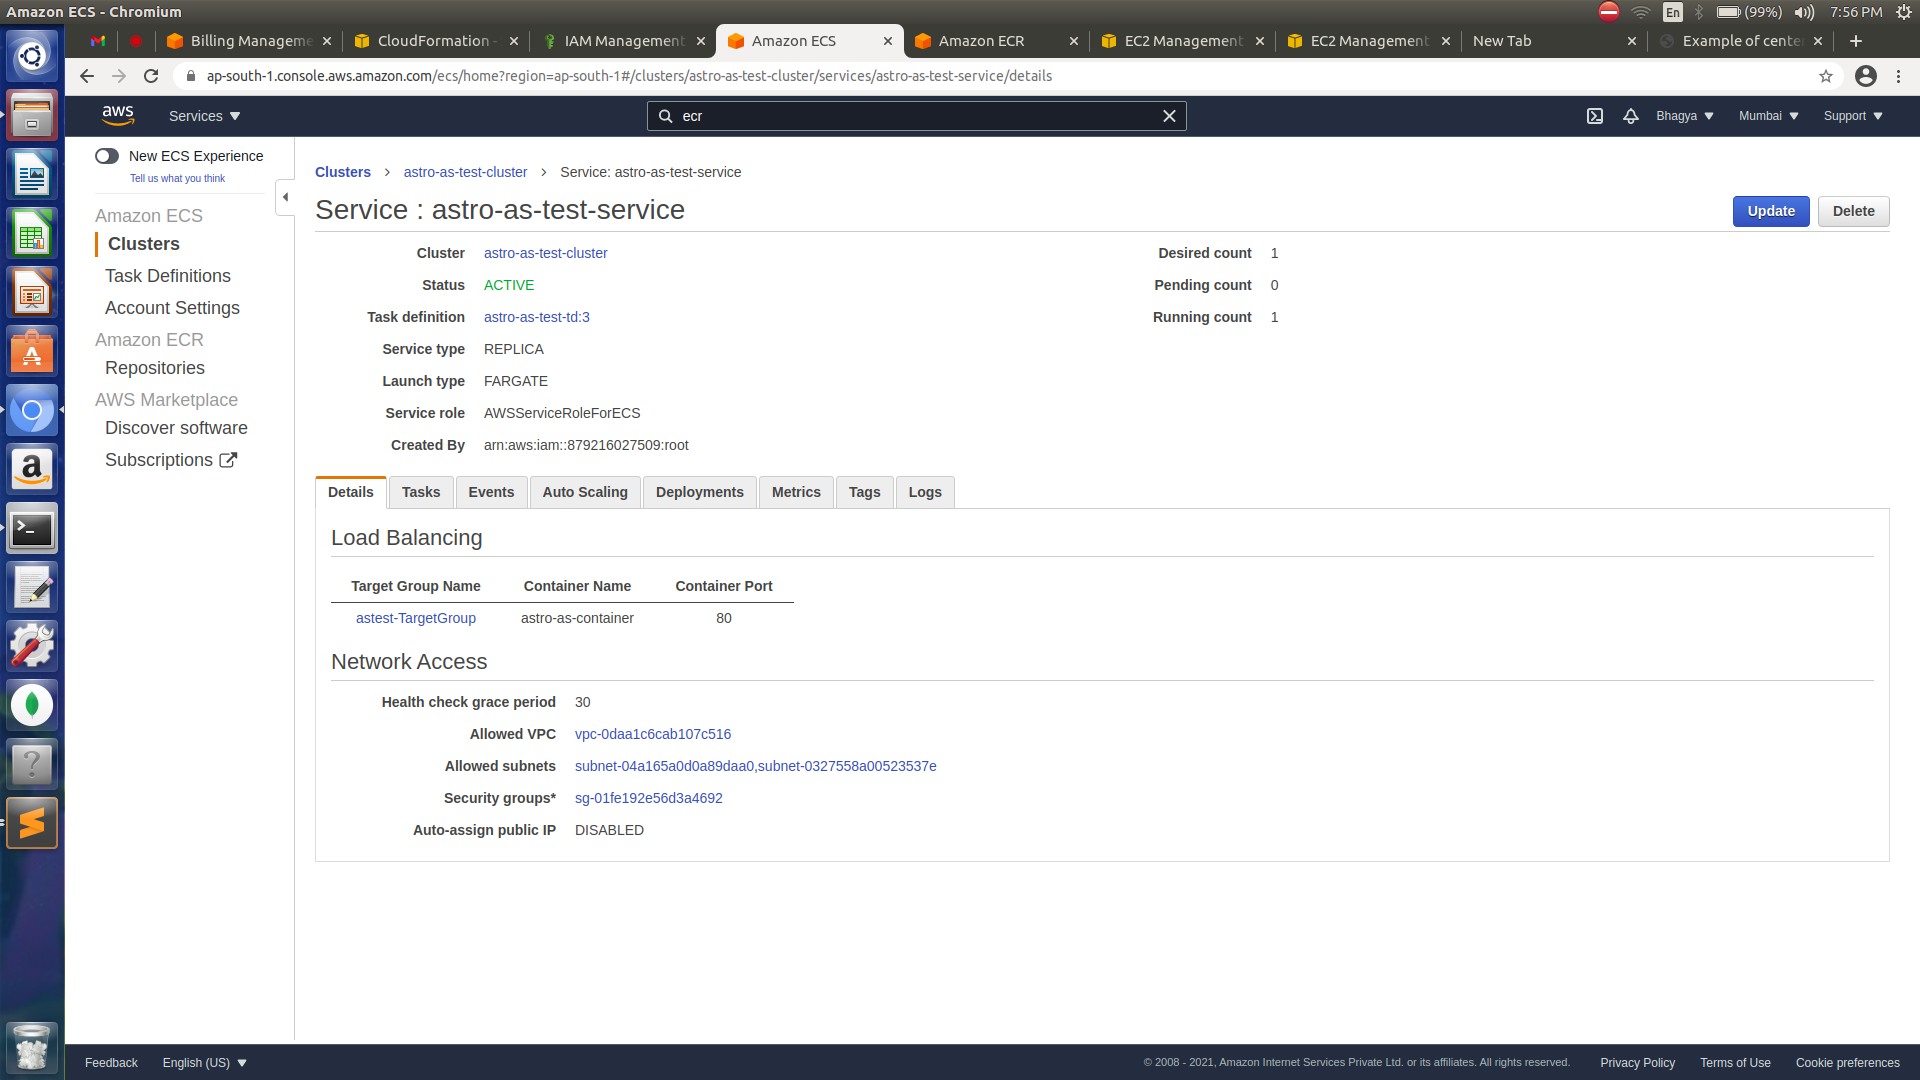 Amazon ECS - Chromium
En
(99%)
7:56 PM
Billing Manageme
CloudFormation -
IAM Management
Amazon ECS
Amazon ECR
EC2 Management
EC2 Management
New Tab
Example of cente
ap-south-1.console.aws.amazon.com/ecs/home?region=ap-south-1#/clusters/astro-as-test-cluster/services/astro-as-test-service/details
aws
Services
ecr
Bhagya
Mumbai
Support
New ECS Experience
Tell us what you think
Amazon ECS
Clusters
Task Definitions
Account Settings
Amazon ECR
Repositories
AWS Marketplace
Discover software
Subscriptions
Clusters > astro-as-test-cluster > Service: astro-as-test-service
Service : astro-as-test-service
Update
Delete
Cluster astro-as-test-cluster
Status ACTIVE
Task definition astro-as-test-td:3
Service type REPLICA
Launch type FARGATE
Service role AWSServiceRoleForECS
Created By arn:aws:iam::879216027509:root
Desired count 1
Pending count 0
Running count 1
Details Tasks Events Auto Scaling Deployments Metrics Tags Logs
Load Balancing
Target Group Name Container Name Container Port
astest-TargetGroup astro-as-container 80
Network Access
Health check grace period 30
Allowed VPC vpc-0daa1c6cab107c516
Allowed subnets subnet-04a165a0d0a89daa0,subnet-0327558a00523537e
Security groups* sg-01fe192e56d3a4692
Auto-assign public IP DISABLED
Feedback
English (US)
© 2008 - 2021, Amazon Internet Services Private Ltd. or its affiliates. All rights reserved.
Privacy Policy
Terms of Use
Cookie preferences